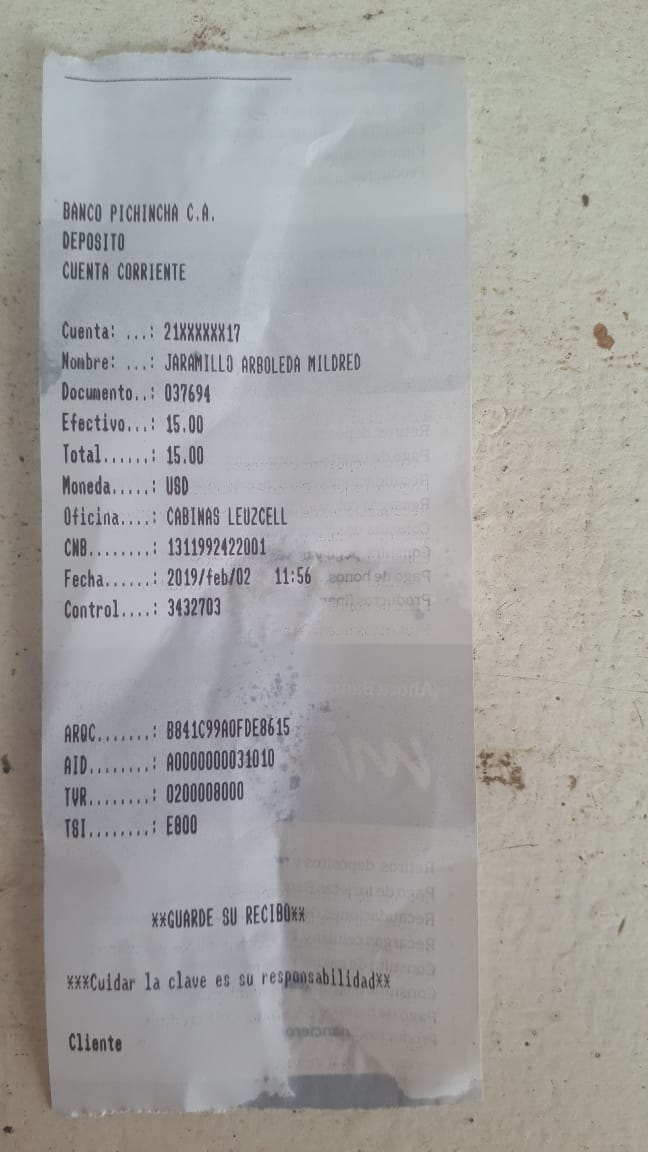 BANCO PICHINCHA C.A.
DEPOSITO
CUENTA CORRIENTE
Cuenta: ...: 21XXXXXX17
Nombre: ...: JARAMILLO ARBOLEDA MILDRED
Documento..: 037694
Efectivo...: 15.00
Total......: 15.00
Moneda.....: USD
Oficina....: CABINAS LEUZCELL
CNB........: 1311992422001
Fecha......: 2019/feb/02 11:56
Control....: 3432703
ARQC.......: B841C99A0FDE8615
AID........: A0000000031010
TVR........: 0200008000
TSI........: E800
**GUARDE SU RECIBO**
***Cuidar la clave es su responsabilidad**
Cliente